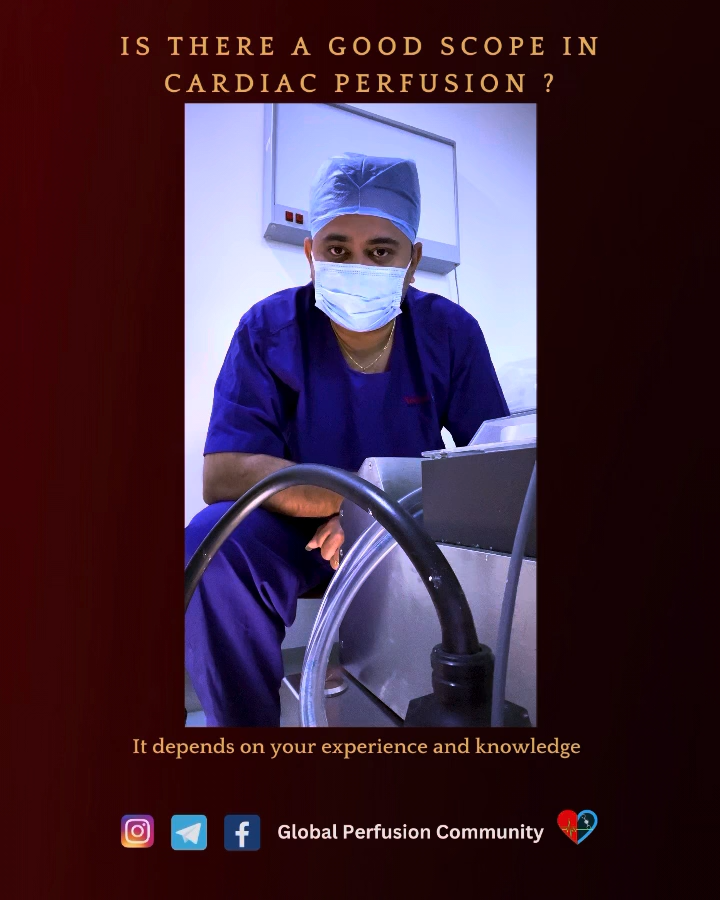 IS THERE A GOOD SCOPE IN
CARDIAC PERFUSION ?
It depends on your experience and knowledge
Global Perfusion Community